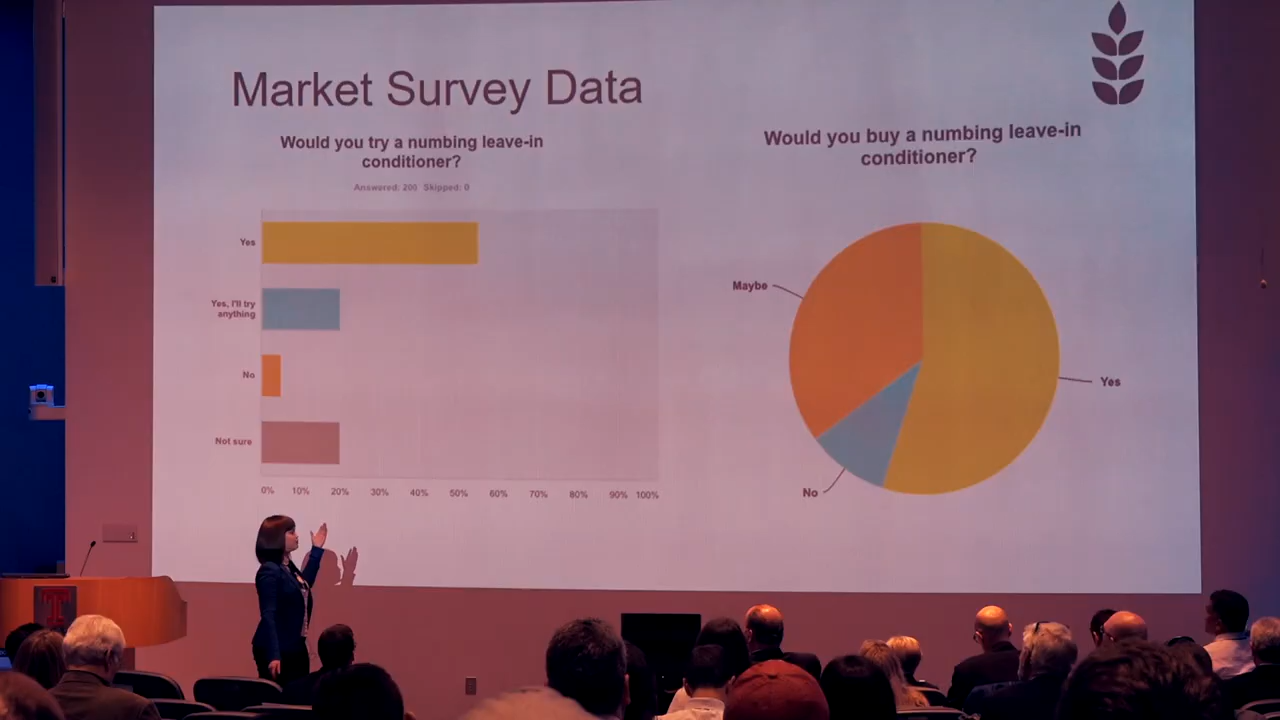 Market Survey Data
Would you try a numbing leave-in
conditioner?
Answered: 200 Skipped: 0
Yes
Yes, I'll try
anything
No
Not sure
0% 10% 20% 30% 40% 50% 60% 70% 80% 90% 100%
Would you buy a numbing leave-in
conditioner?
Maybe
Yes
No
T